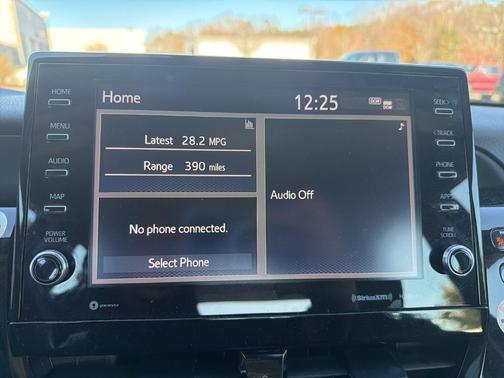 HOME
MENU
AUDIO
MAP
POWER
VOLUME
Home
12:25
DCM
Latest 28.2 MPG
Range 390 miles
No phone connected.
Select Phone
Audio Off
SEEK
TRACK
PHONE
APPS
TUNE
SCROLL
((SiriusXM))